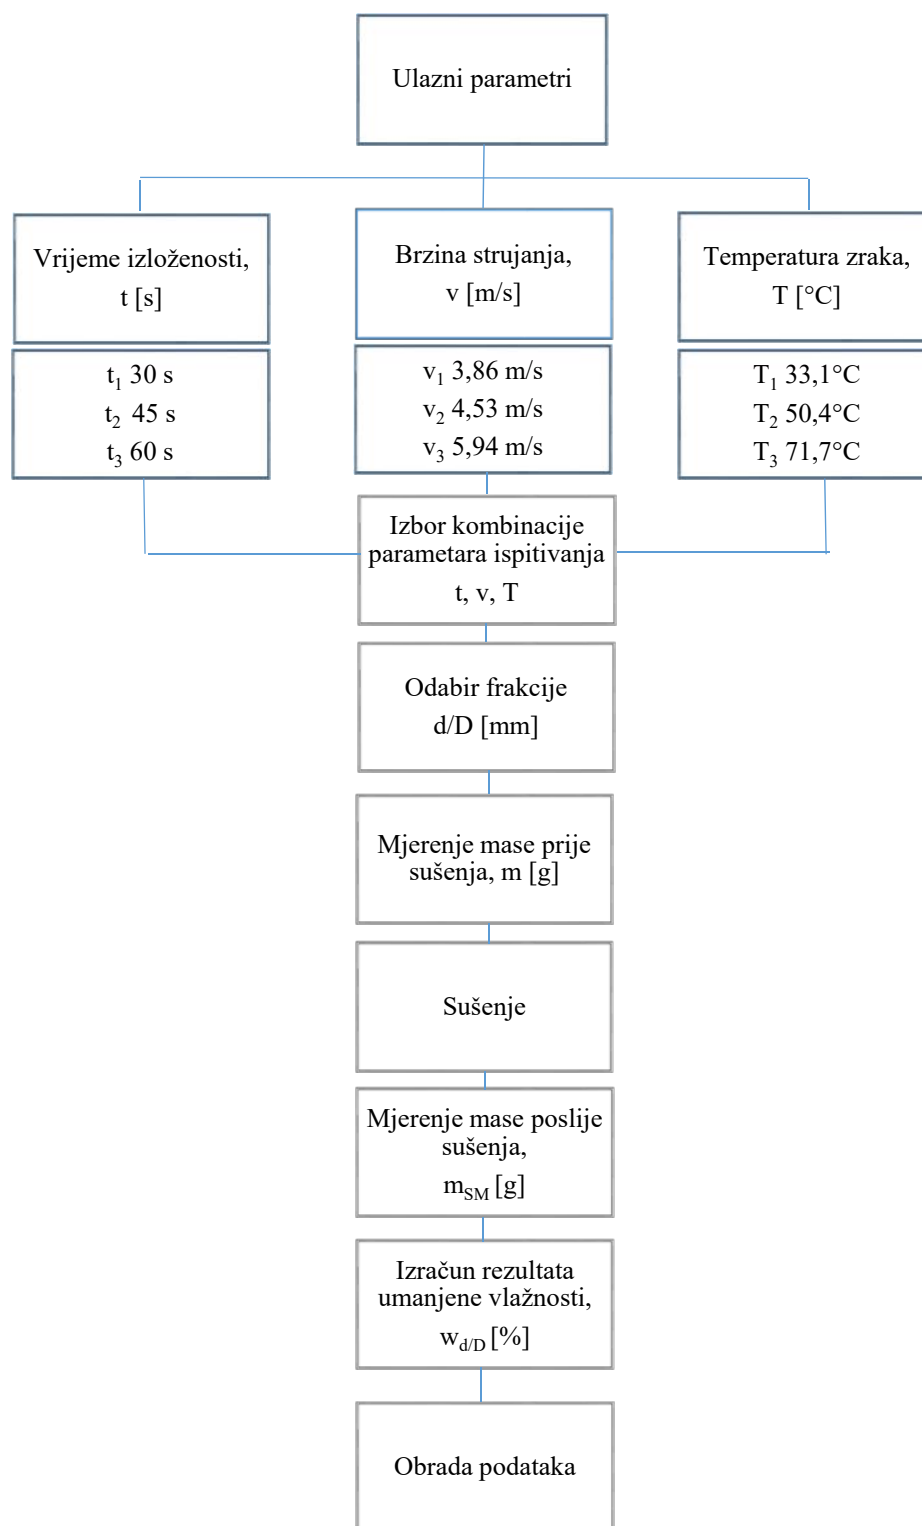 Ulazni parametri
Vrijeme izloženosti,
t [s]
Brzina strujanja,
v [m/s]
Temperatura zraka,
T [°C]
t₁ 30 s
t₂ 45 s
t₃ 60 s
v₁ 3,86 m/s
v₂ 4,53 m/s
v₃ 5,94 m/s
T₁ 33,1°C
T₂ 50,4°C
T₃ 71,7°C
Izbor kombinacije
parametara ispitivanja
t, v, T
Odabir frakcije
d/D [mm]
Mjerenje mase prije
sušenja, m [g]
Sušenje
Mjerenje mase poslije
sušenja,
m_SM [g]
Izračun rezultata
umanjene vlažnosti,
w_d/D [%]
Obrada podataka